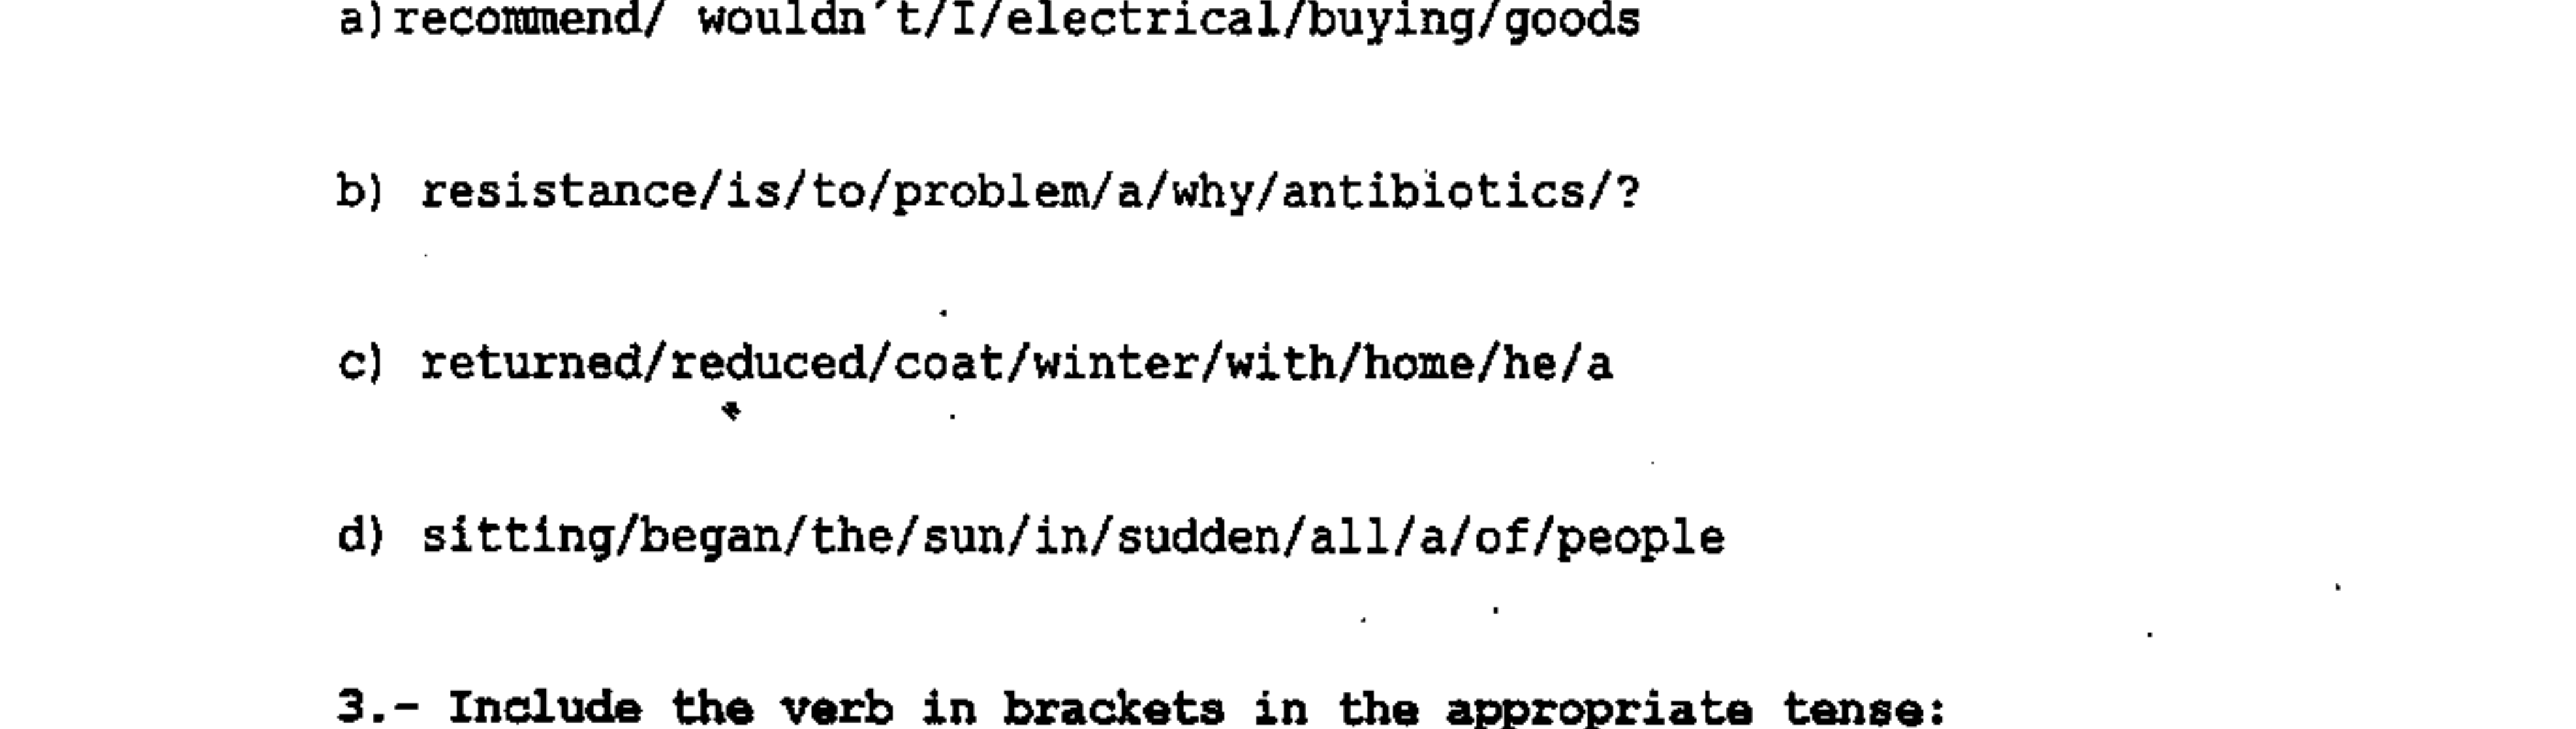 a)recommend/ wouldn´t/I/electrical/buying/goods
b) resistance/is/to/problem/a/why/antibiotics/?
c) returned/reduced/coat/winter/with/home/he/a
d) sitting/began/the/sun/in/sudden/all/a/of/people
3.- Include the verb in brackets in the appropriate tense: